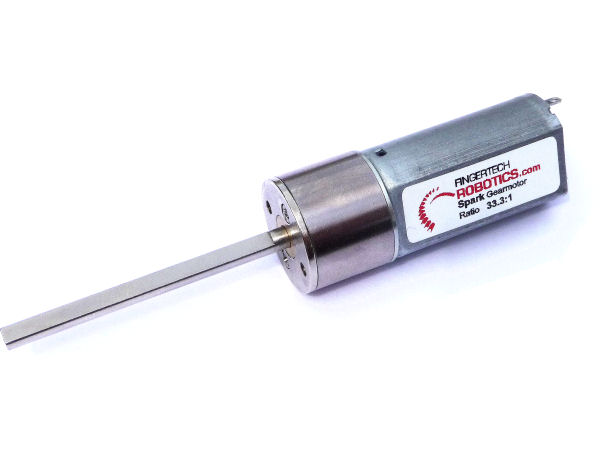 FINGERTECH
ROBOTICS.com
Spark Gearmotor
Ratio 33.3:1